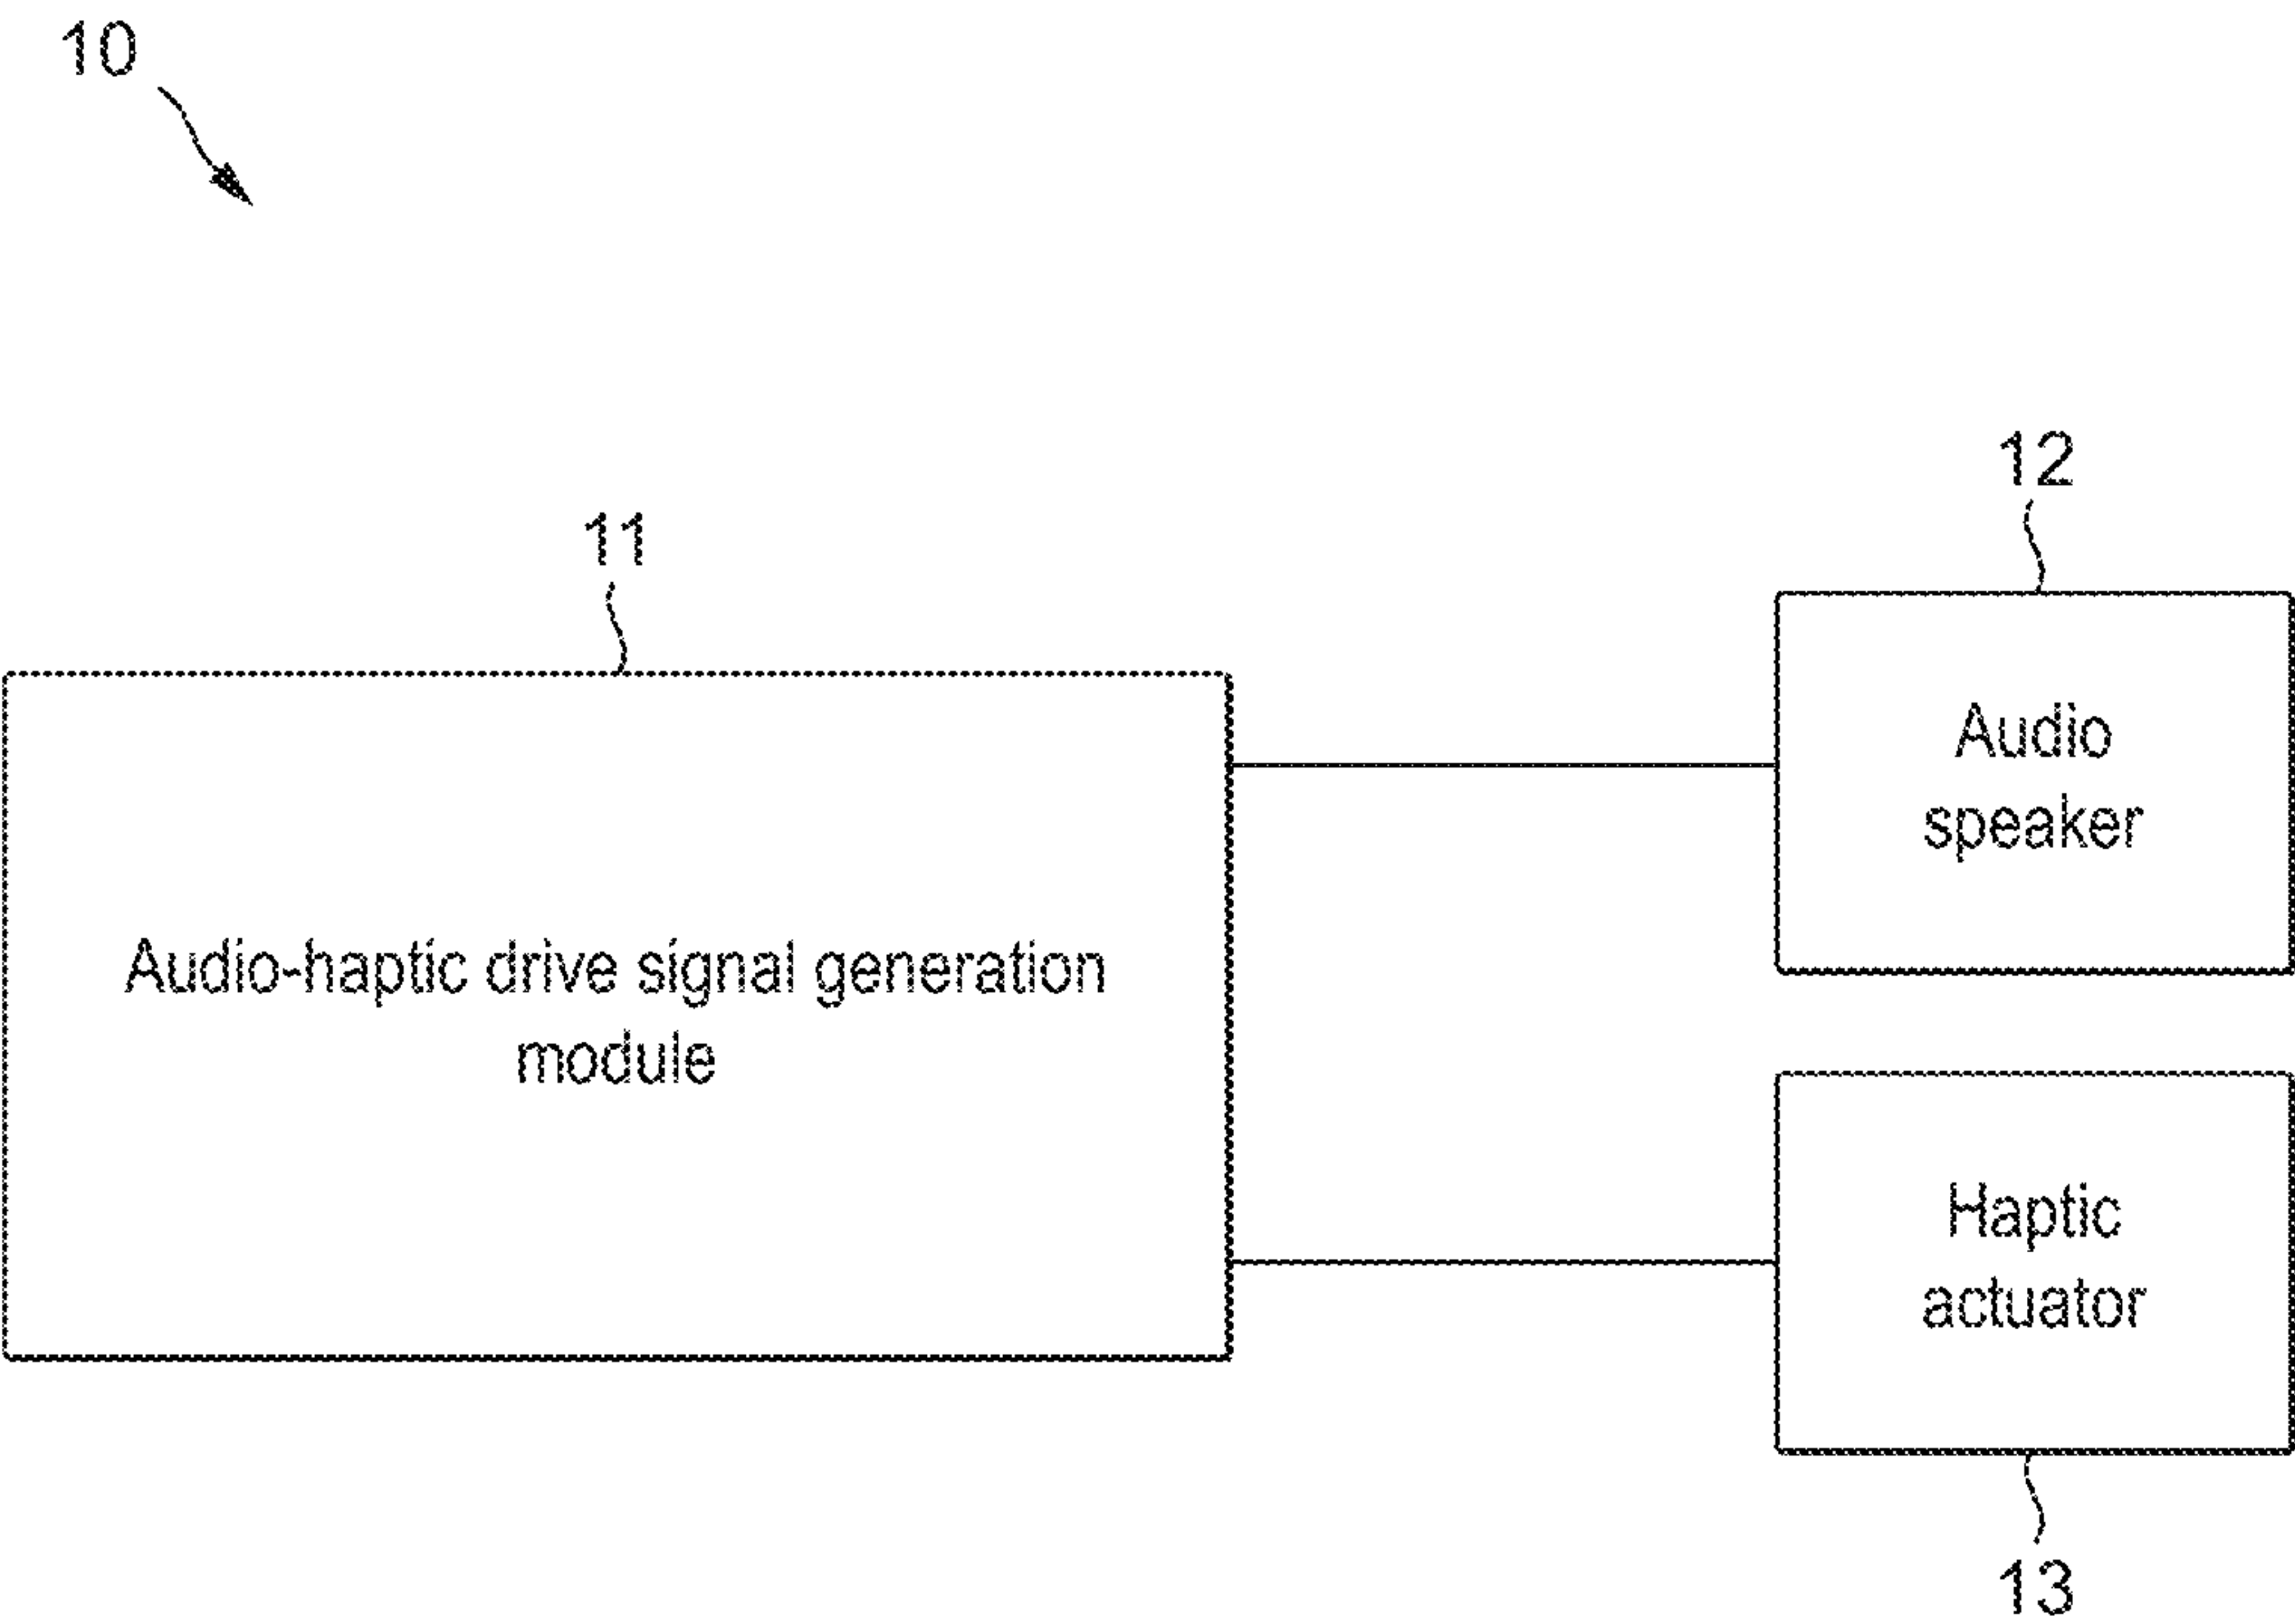 10
12
11
Audio
speaker
Audio-haptic drive signal generation
module
Haptic
actuator
13